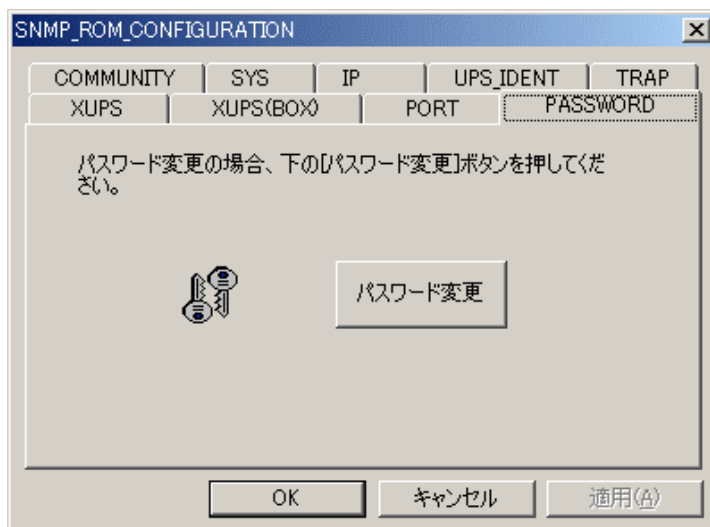 SNMP_ROM_CONFIGURATION
COMMUNITY SYS IP UPS_IDENT TRAP
XUPS XUPS(BOX) PORT PASSWORD
パスワード変更の場合、下の[パスワード変更]ボタンを押してくだ
さい。
パスワード変更
OK キャンセル 適用(A)